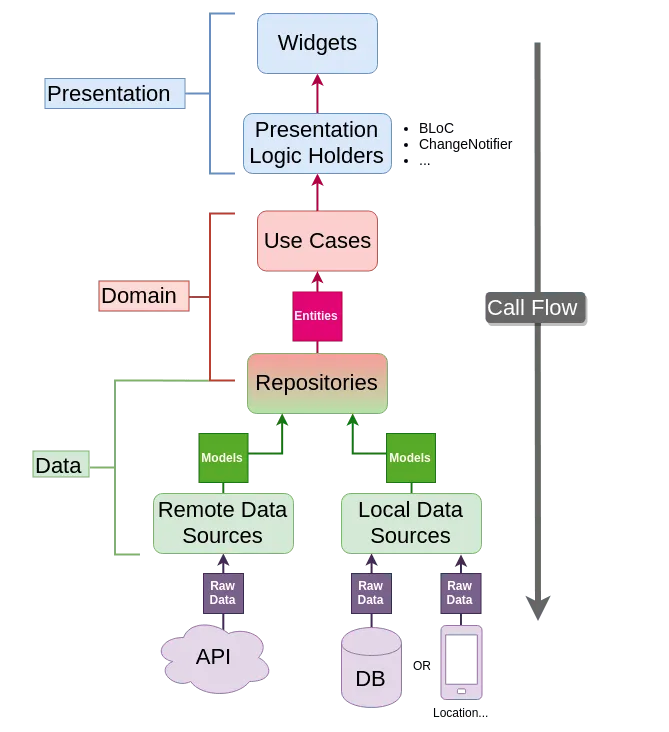 Widgets
Presentation
Presentation
Logic Holders
• BLoC
• ChangeNotifier
• ...
Use Cases
Domain
Entities
Call Flow
Repositories
Data
Models
Models
Remote Data
Sources
Local Data
Sources
Raw
Data
Raw
Data
Raw
Data
API
DB
OR
Location...